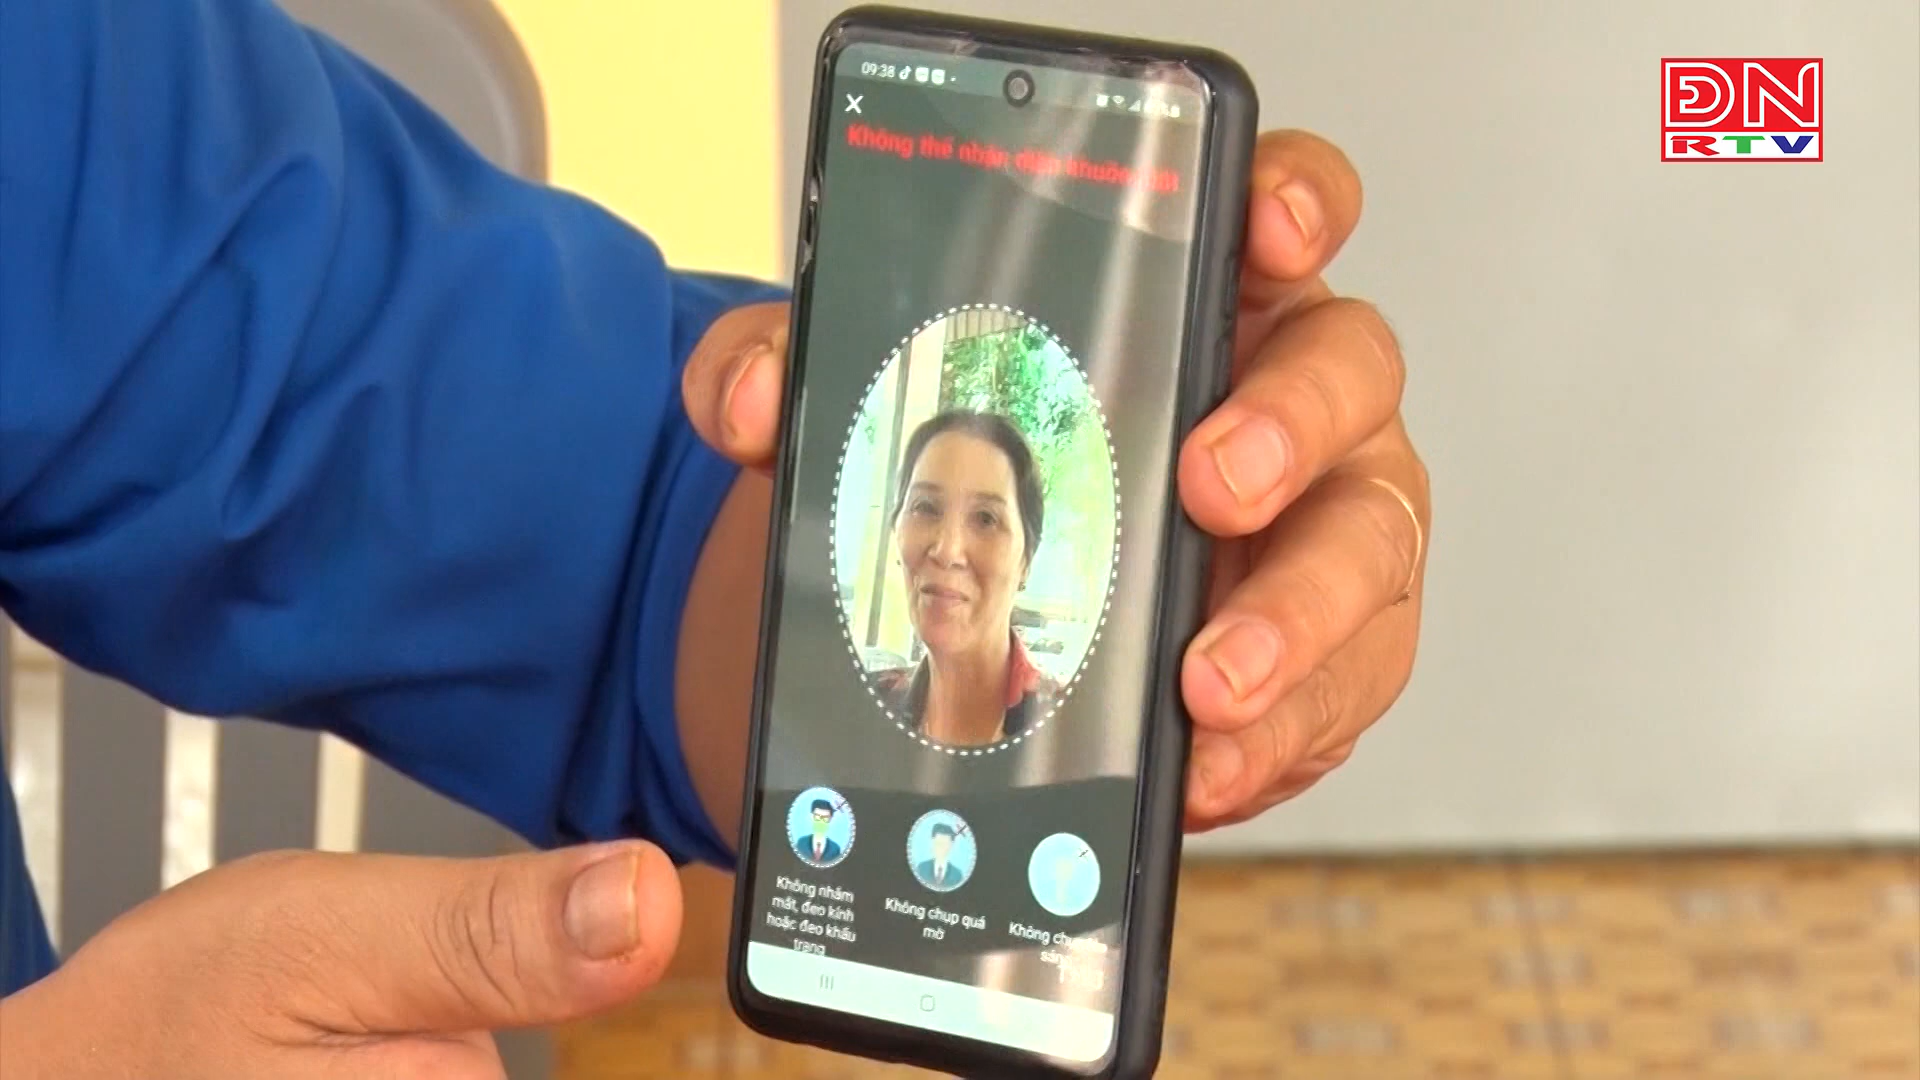 ĐN
RTV
09:38
Không thể nhận diện khuôn mặt
Không nhắm
mắt, đeo kính
hoặc đeo khẩu
trang
Không chụp quá
mờ
Không